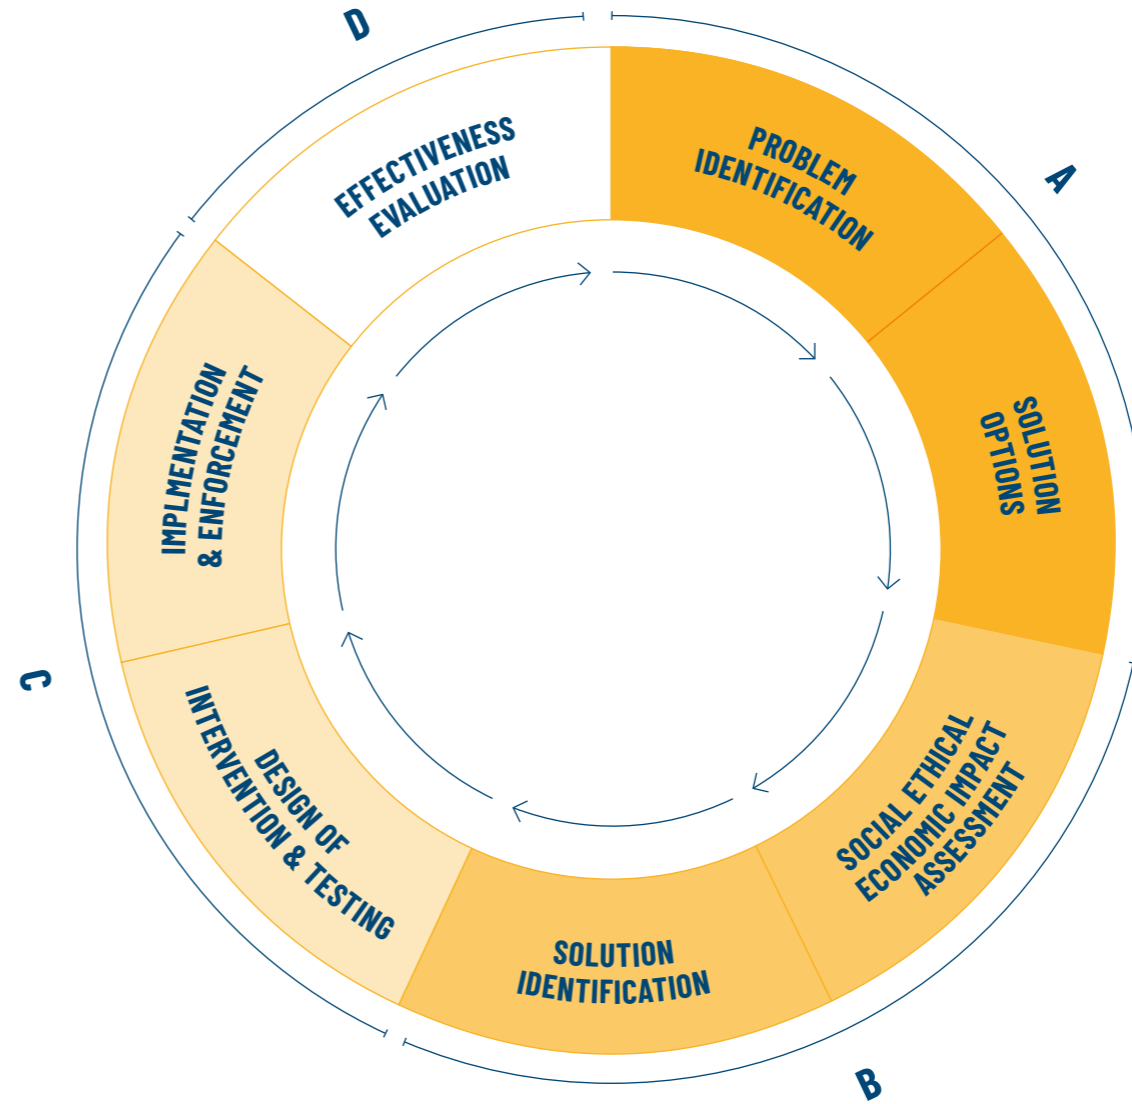 A
PROBLEM
IDENTIFICATION
SOLUTION
OPTIONS
B
SOCIAL ETHICAL
ECONOMIC IMPACT
ASSESSMENT
SOLUTION
IDENTIFICATION
C
DESIGN OF
INTERVENTION & TESTING
IMPLMENTATION
& ENFORCEMENT
D
EFFECTIVENESS
EVALUATION